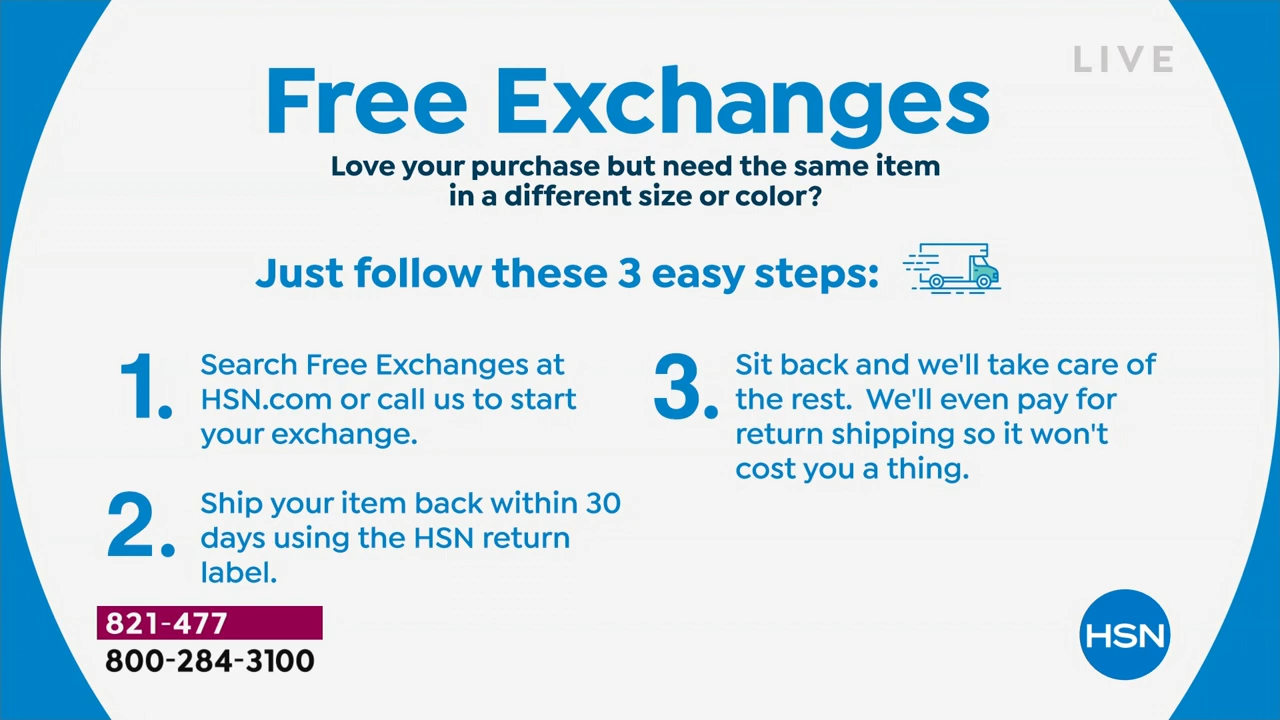 LIVE
Free Exchanges
Love your purchase but need the same item
in a different size or color?
Just follow these 3 easy steps:
1. Search Free Exchanges at
HSN.com or call us to start
your exchange.
2. Ship your item back within 30
days using the HSN return
label.
3. Sit back and we'll take care of
the rest.  We'll even pay for
return shipping so it won't
cost you a thing.
821-477
800-284-3100
HSN